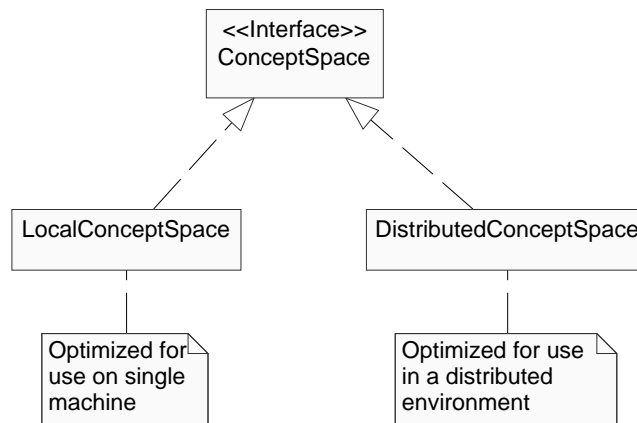 <<Interface>>
ConceptSpace
LocalConceptSpace
DistributedConceptSpace
Optimized for
use on single
machine
Optimized for use
in a distributed
environment